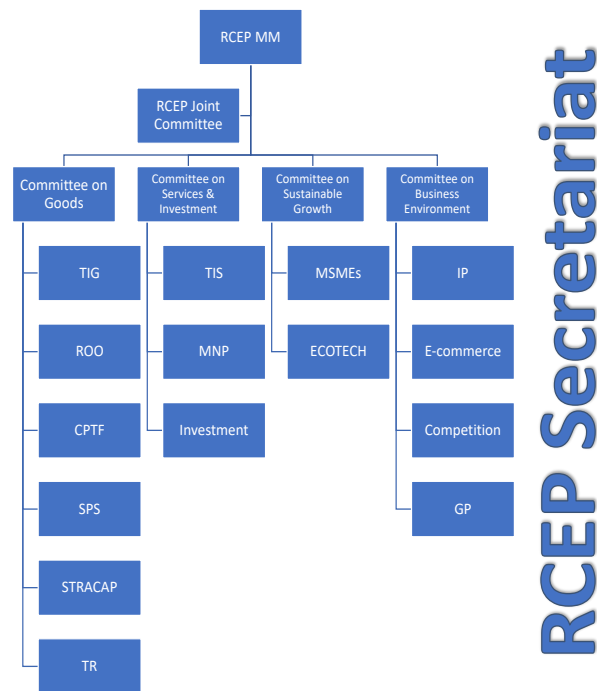 RCEP MM
RCEP Joint
Committee
Committee on
Goods
TIG
ROO
CPTF
SPS
STRACAP
TR
Committee on
Services &
Investment
TIS
MNP
Investment
Committee on
Sustainable
Growth
MSMEs
ECOTECH
Committee on
Business
Environment
IP
E-commerce
Competition
GP
RCEP Secretariat